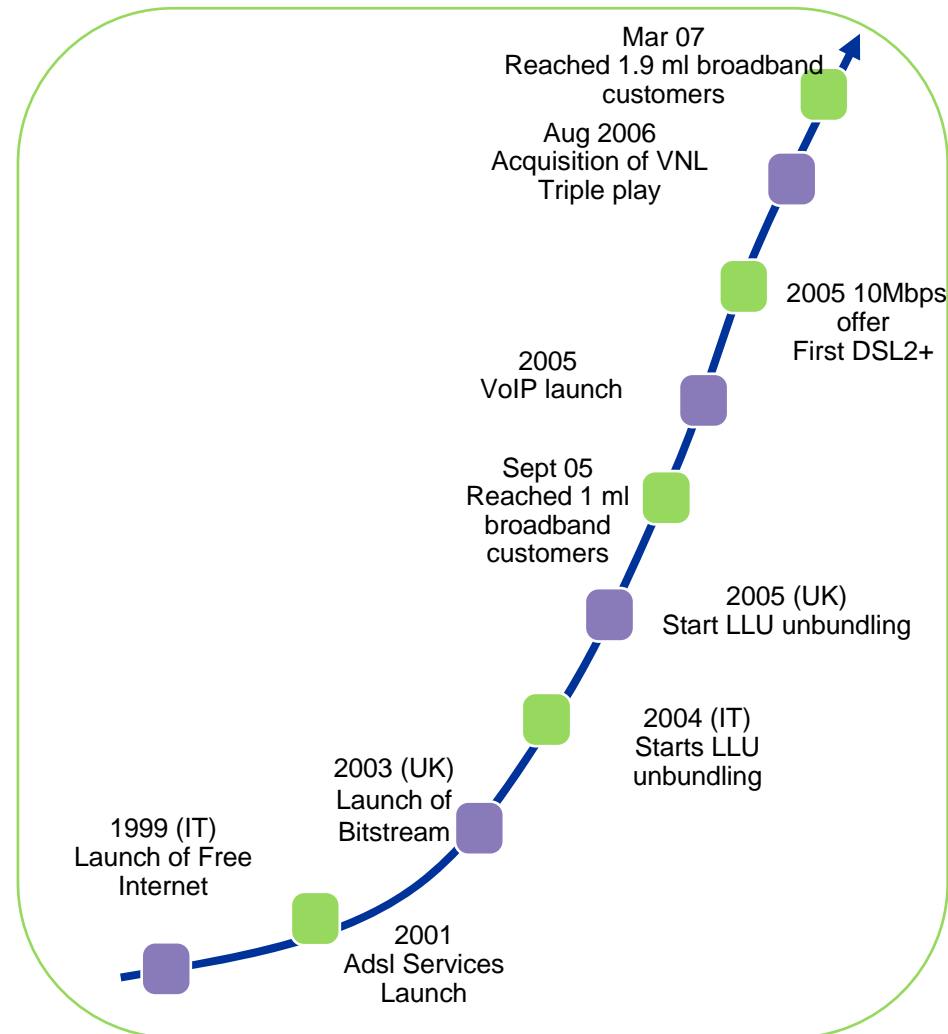 Mar 07
Reached 1.9 ml broadband
customers
Aug 2006
Acquisition of VNL
Triple play
2005 10Mbps
offer
First DSL2+
2005
VoIP launch
Sept 05
Reached 1 ml
broadband
customers
2005 (UK)
Start LLU unbundling
2004 (IT)
Starts LLU
unbundling
2003 (UK)
Launch of
Bitstream
1999 (IT)
Launch of Free
Internet
2001
Adsl Services
Launch